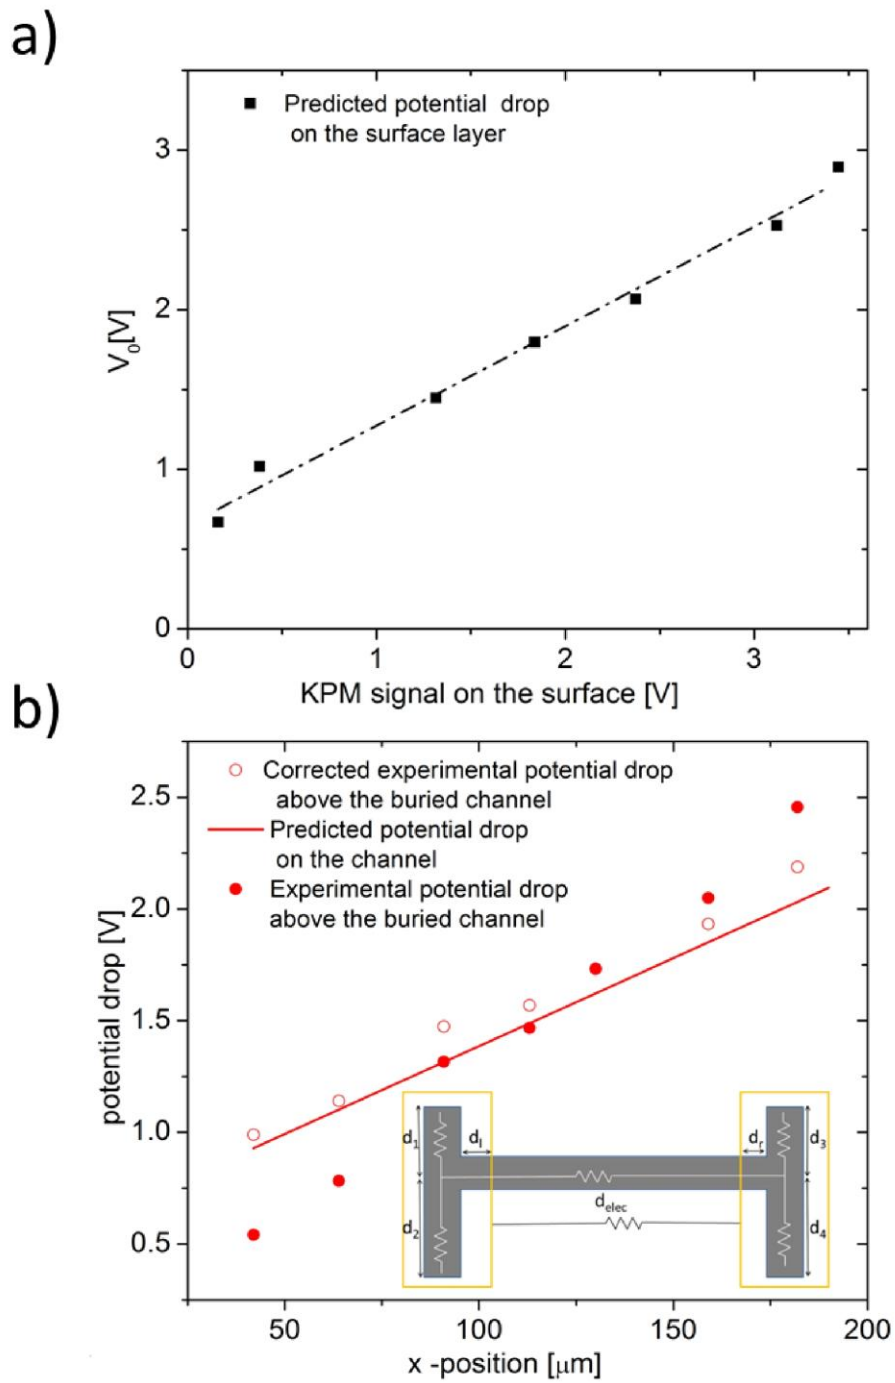 a)
Predicted potential drop
on the surface layer
3
2
1
0
V₀[V]
0 1 2 3
KPM signal on the surface [V]
b)
Corrected experimental potential drop
above the buried channel
Predicted potential drop
on the channel
Experimental potential drop
above the buried channel
2.5
2.0
1.5
1.0
0.5
potential drop [V]
d₁ dₗ dᵣ d₃
d₂ d_elec d₄
50 100 150 200
x -position [μm]